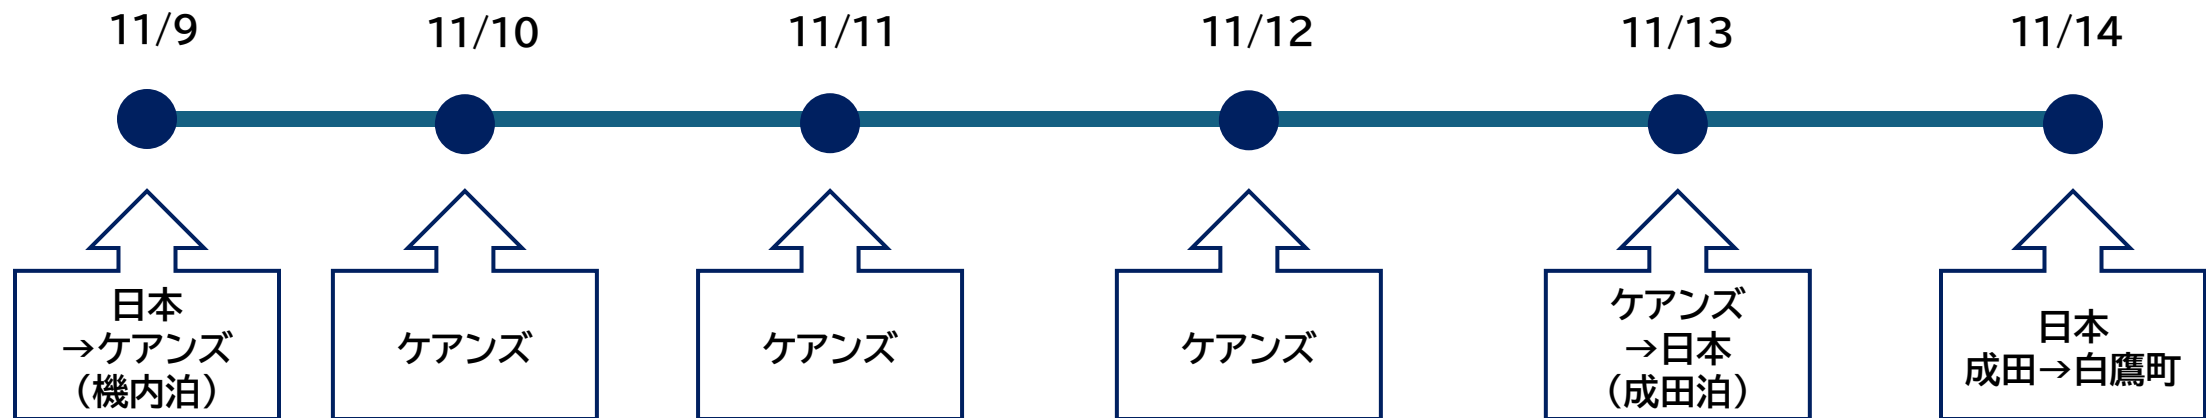 11/9
11/10
11/11
11/12
11/13
11/14
日本
→ケアンズ
（機内泊）
ケアンズ
ケアンズ
ケアンズ
ケアンズ
→日本
（成田泊）
日本
成田→白鷹町